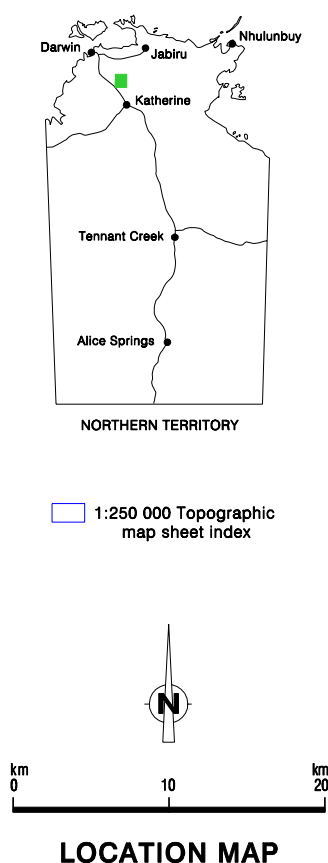 Darwin
Jabiru
Nhulunbuy
Katherine
Tennant Creek
Alice Springs
NORTHERN TERRITORY
1:250 000 Topographic
map sheet index
N
km km
0 10 20
LOCATION MAP